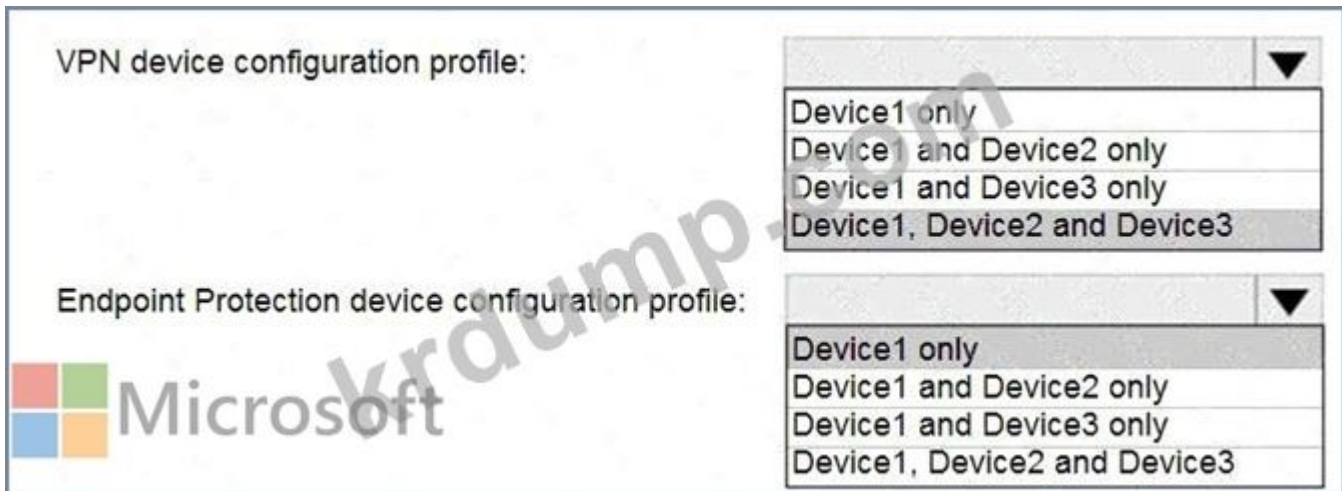 VPN device configuration profile:
Device1 only
Device1 and Device2 only
Device1 and Device3 only
Device1, Device2 and Device3
Endpoint Protection device configuration profile:
Device1 only
Device1 and Device2 only
Device1 and Device3 only
Device1, Device2 and Device3
Microsoft
krdump.com